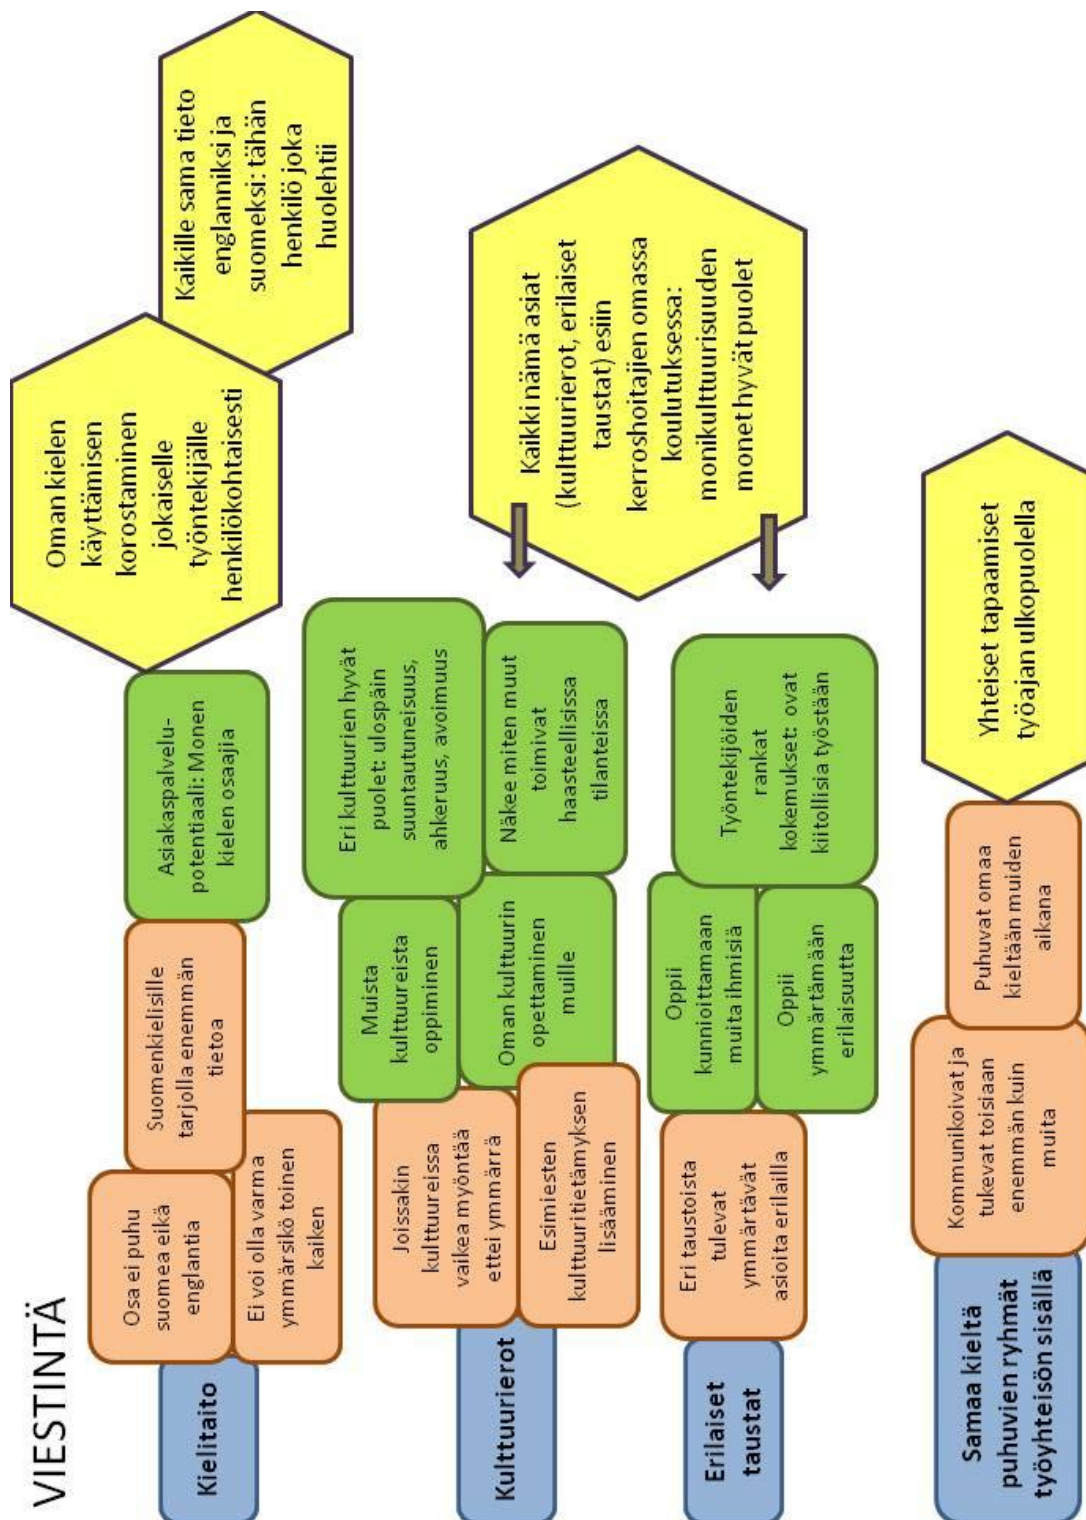 VIESTINTÄ
Kielitaito
Osa ei puhu
suomea eikä
englantia
Ei voi olla varma
ymmärsikö toinen
kaiken
Suomenkielisille
tarjolla enemmän
tietoa
Asiakaspalvelu-
potentiaali: Monen
kielen osaajia
Oman kielen
käyttämisen
korostaminen
jokaiselle
työntekijälle
henkilökohtaisesti
Kaikille sama tieto
englanniksi ja
suomeksi: tähän
henkilö joka
huolehtii
Kulttuurierot
Joissakin
kulttuureissa
vaikea myöntää
ettei ymmärrä
Esimiesten
kulttuuritietämyksen
lisääminen
Muista
kulttuureista
oppiminen
Oman kulttuurin
opettaminen
muille
Eri kulttuurien hyvät
puolet: ulospäin
suuntautuneisuus,
ahkeruus, avoimuus
Näkee miten muut
toimivat
haasteellisissa
tilanteissa
Kaikki nämä asiat
(kulttuurierot, erilaiset
taustat) esiin
kerroshoitajien omassa
koulutuksessa:
monikulttuurisuuden
monet hyvät puolet
Erilaiset
taustat
Eri taustoista
tulevat
ymmärtävät
asioita erilailla
Oppii
kunnioittamaan
muita ihmisiä
Oppii
ymmärtämään
erilaisuutta
Työntekijöiden
rankat
kokemukset: ovat
kiitollisia työstään
Samaa kieltä
puhuvien ryhmät
työyhteisön sisällä
Kommunikoivat ja
tukevat toisiaan
enemmän kuin
muita
Puhuvat omaa
kieltään muiden
aikana
Yhteiset tapaamiset
työajan ulkopuolella